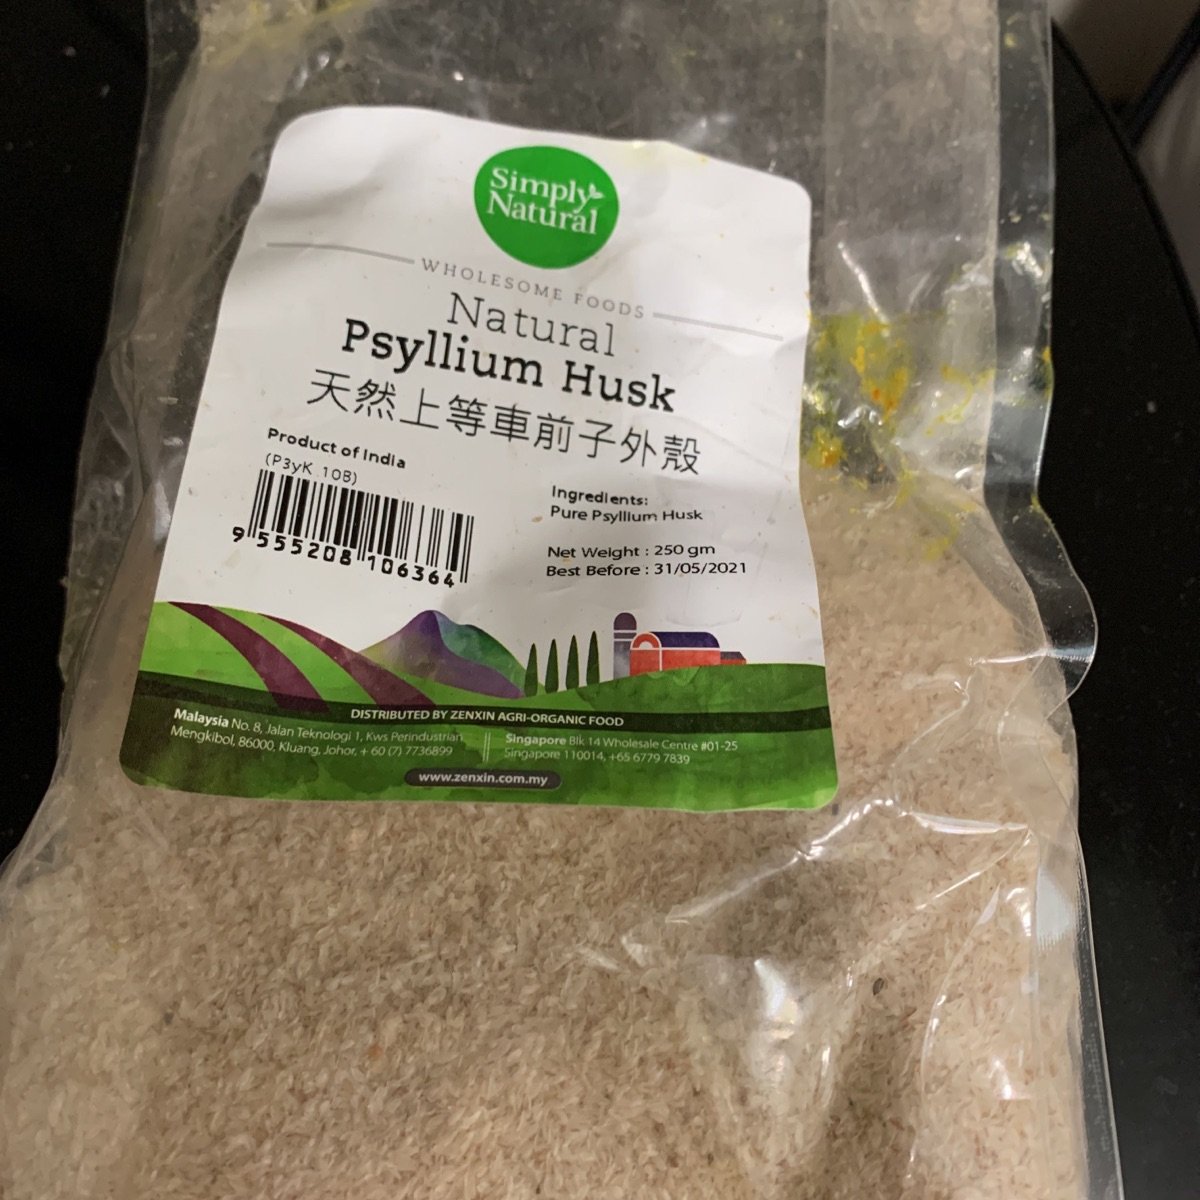 Simply
Natural
WHOLESOME FOODS
Natural
Psyllium Husk
天然上等車前子外殼
Product of India
(P3yK 10B)
9 555208 106364
Ingredients:
Pure Psyllium Husk
Net Weight : 250 gm
Best Before : 31/05/2021
DISTRIBUTED BY ZENXIN AGRI-ORGANIC FOOD
Malaysia No. 8, Jalan Teknologi 1, Kws Perindustrian
Mengkibol, 86000, Kluang, Johor, + 60 (7) 7736899
Singapore Blk 14 Wholesale Centre #01-25
Singapore 110014, +65 6779 7839
www.zenxin.com.my